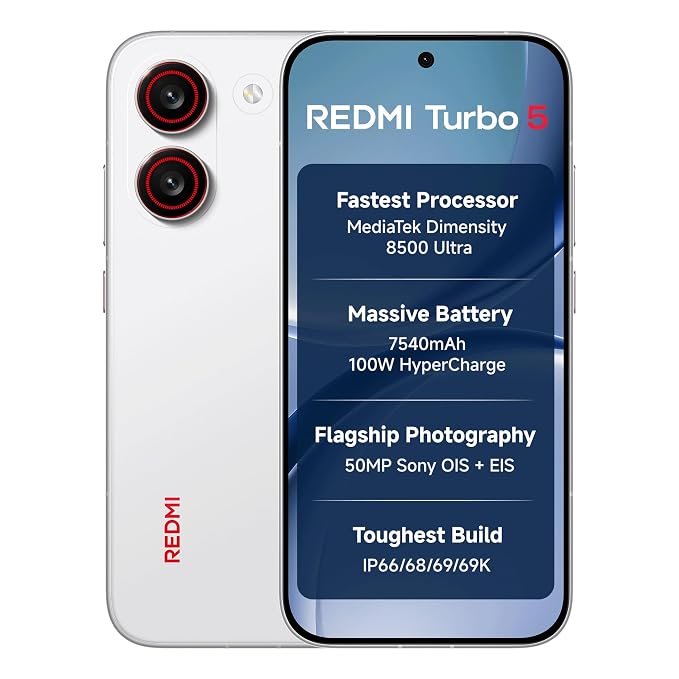 REDMI Turbo 5
Fastest Processor
MediaTek Dimensity
8500 Ultra
Massive Battery
7540mAh
100W HyperCharge
Flagship Photography
50MP Sony OIS + EIS
Toughest Build
IP66/68/69/69K
REDMI